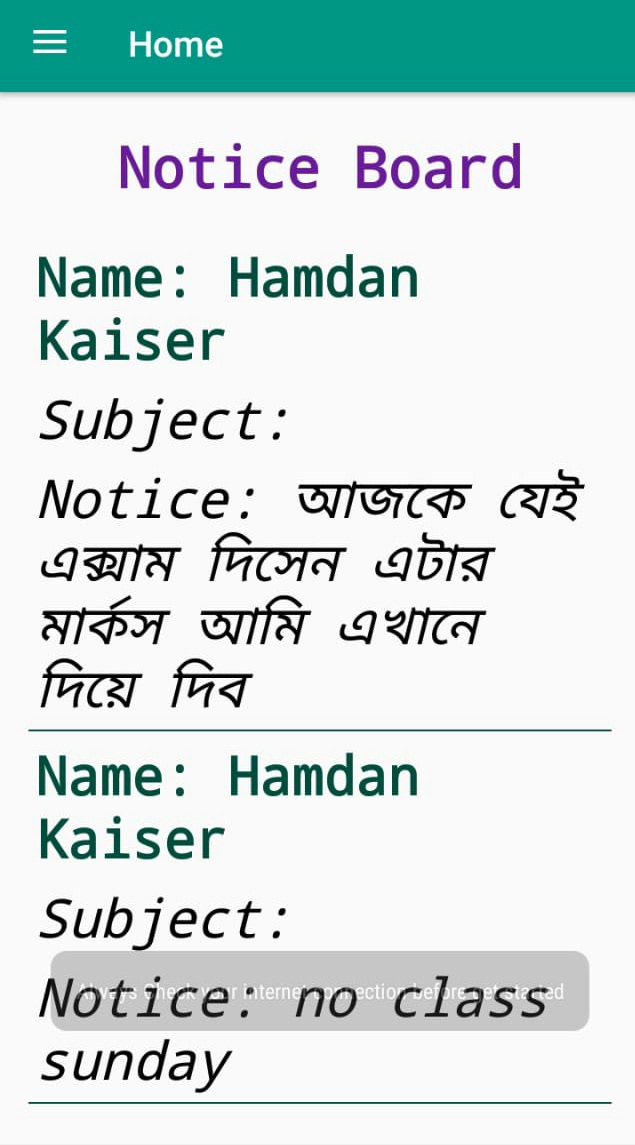 Home
Notice Board
Name: Hamdan
Kaiser
Subject:
Notice: আজকে যেই
এক্সাম দিসেন এটার
মার্কস আমি এখানে
দিয়ে দিব
Name: Hamdan
Kaiser
Subject:
Always Check your internet connection before get started
Notice: no class
sunday